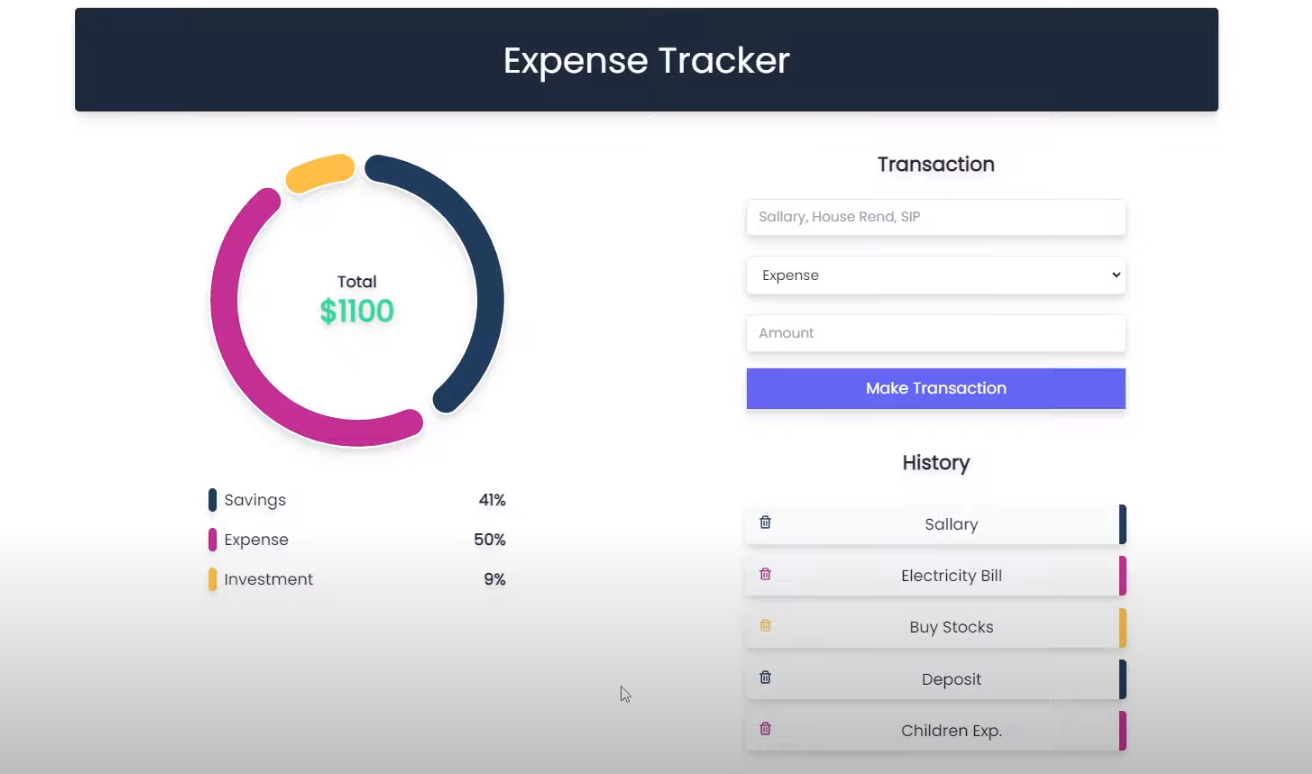 Expense Tracker
Total
$1100
Savings 41%
Expense 50%
Investment 9%
Transaction
Sallary, House Rend, SIP
Expense
Amount
Make Transaction
History
Sallary
Electricity Bill
Buy Stocks
Deposit
Children Exp.